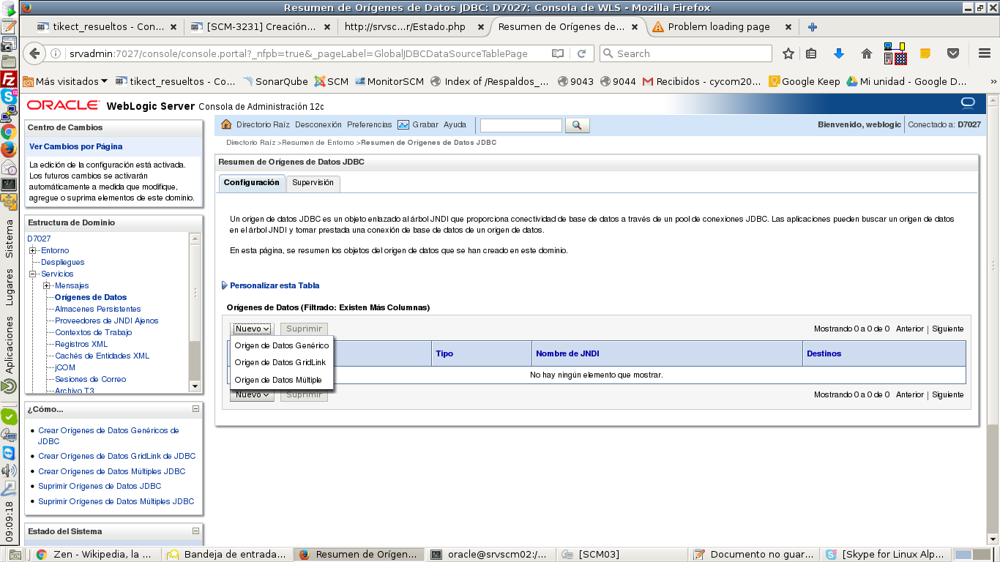 Resumen de Orígenes de Datos JDBC: D7027: Consola de WLS - Mozilla Firefox
tikect_resueltos - Con...
[SCM-3231] Creación...
http://srvsc...r/Estado.php
Resumen de Orígenes de...
Problem loading page
srvadmin:7027/console/console.portal?_nfpb=true&_pageLabel=GlobalJDBCDataSourceTablePage
Search
Más visitados
tikect_resueltos - Co...
SonarQube
SCM
MonitorSCM
Index of /Respaldos_...
9043
9044
Recibidos - cycom20...
Google Keep
Mi unidad - Google D...
»
ORACLE WebLogic Server Consola de Administración 12c
Centro de Cambios
Ver Cambios por Página
La edición de la configuración está activada.
Los futuros cambios se activarán
automáticamente a medida que modifique,
agregue o suprima elementos de este dominio.
Estructura de Dominio
D7027
Entorno
Despliegues
Servicios
Mensajes
Orígenes de Datos
Almacenes Persistentes
Proveedores de JNDI Ajenos
Contextos de Trabajo
Registros XML
Cachés de Entidades XML
jCOM
Sesiones de Correo
Archivo T3
¿Cómo...
Crear Orígenes de Datos Genéricos de
JDBC
Crear Orígenes de Datos GridLink de JDBC
Crear Orígenes de Datos Múltiples JDBC
Suprimir Orígenes de Datos JDBC
Suprimir Orígenes de Datos Múltiples JDBC
Estado del Sistema
Directorio Raíz Desconexión Preferencias Grabar Ayuda
Bienvenido, weblogic
Conectado a: D7027
Directorio Raíz >Resumen de Entorno >Resumen de Orígenes de Datos JDBC
Resumen de Orígenes de Datos JDBC
Configuración
Supervisión
Un origen de datos JDBC es un objeto enlazado al árbol JNDI que proporciona conectividad de base de datos a través de un pool de conexiones JDBC. Las aplicaciones pueden buscar un origen de datos
en el árbol JNDI y tomar prestada una conexión de base de datos de un origen de datos.
En esta página, se resumen los objetos del origen de datos que se han creado en este dominio.
Personalizar esta Tabla
Orígenes de Datos (Filtrado: Existen Más Columnas)
Nuevo
Suprimir
Mostrando 0 a 0 de 0 Anterior | Siguiente
Origen de Datos Genérico
Origen de Datos GridLink
Origen de Datos Múltiple
Tipo
Nombre de JNDI
Destinos
No hay ningún elemento que mostrar.
Nuevo
Suprimir
Mostrando 0 a 0 de 0 Anterior | Siguiente
Sistema
Lugares
Aplicaciones
09:09:18
Zen - Wikipedia, la ...
Bandeja de entrada...
Resumen de Orígen...
oracle@srvscm02:/...
[SCM03]
Documento no guar...
[Skype for Linux Alp...